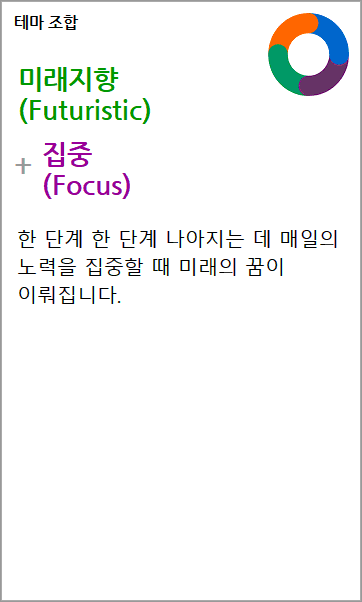 테마 조합
미래지향
(Futuristic)
+ 집중
(Focus)
한 단계 한 단계 나아지는 데 매일의
노력을 집중할 때 미래의 꿈이
이뤄집니다.